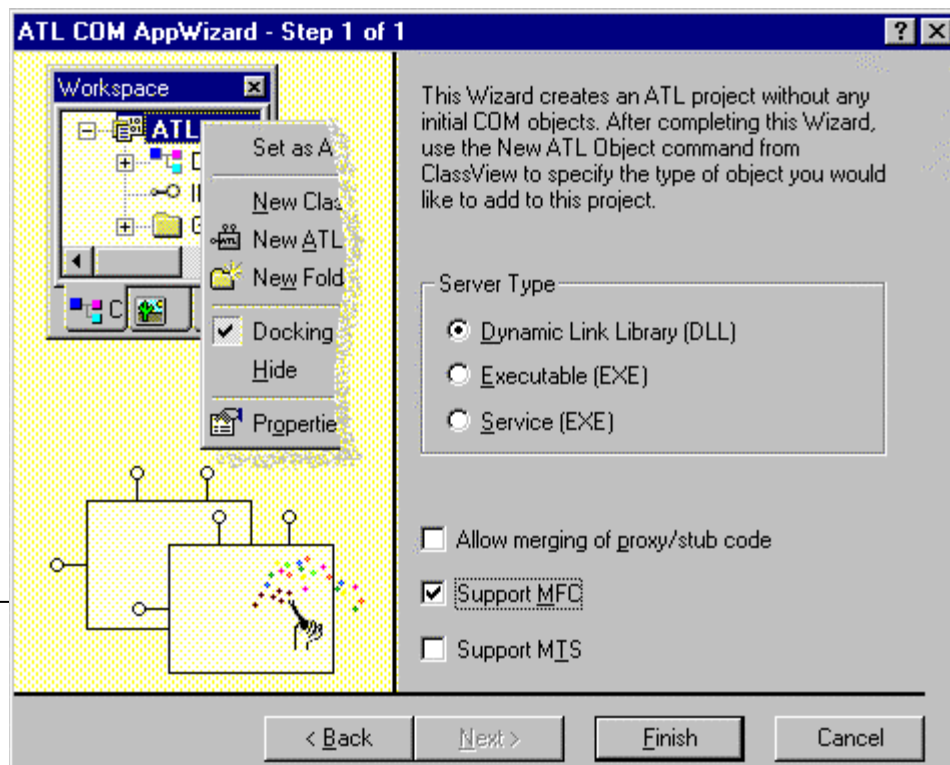 ATL COM AppWizard - Step 1 of 1
Workspace
ATL
Set as A
New Clas
New ATL
New Fold
Docking
Hide
Propertie
C
This Wizard creates an ATL project without any
initial COM objects. After completing this Wizard,
use the New ATL Object command from
ClassView to specify the type of object you would
like to add to this project.
Server Type
Dynamic Link Library (DLL)
Executable (EXE)
Service (EXE)
Allow merging of proxy/stub code
Support MFC
Support MTS
< Back
Next >
Finish
Cancel